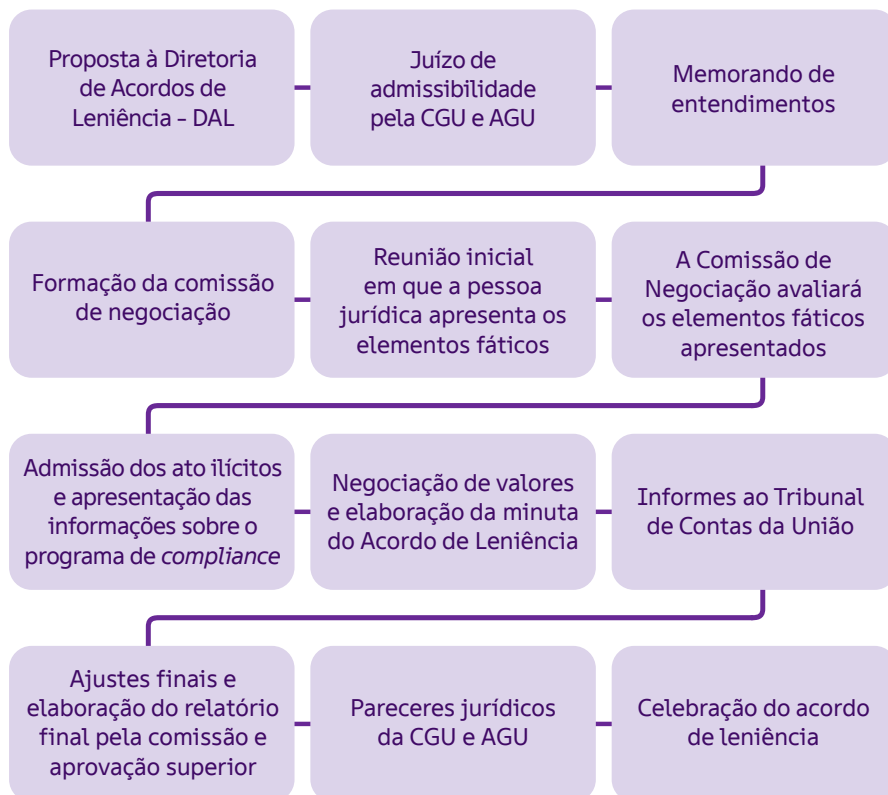 Proposta à Diretoria
de Acordos de
Leniência - DAL
Juízo de
admissibilidade
pela CGU e AGU
Memorando de
entendimentos
Formação da comissão
de negociação
Reunião inicial
em que a pessoa
jurídica apresenta os
elementos fáticos
A Comissão de
Negociação avaliará
os elementos fáticos
apresentados
Admissão dos ato ilícitos
e apresentação das
informações sobre o
programa de compliance
Negociação de valores
e elaboração da minuta
do Acordo de Leniência
Informes ao Tribunal
de Contas da União
Ajustes finais e
elaboração do relatório
final pela comissão e
aprovação superior
Pareceres jurídicos
da CGU e AGU
Celebração do acordo
de leniência